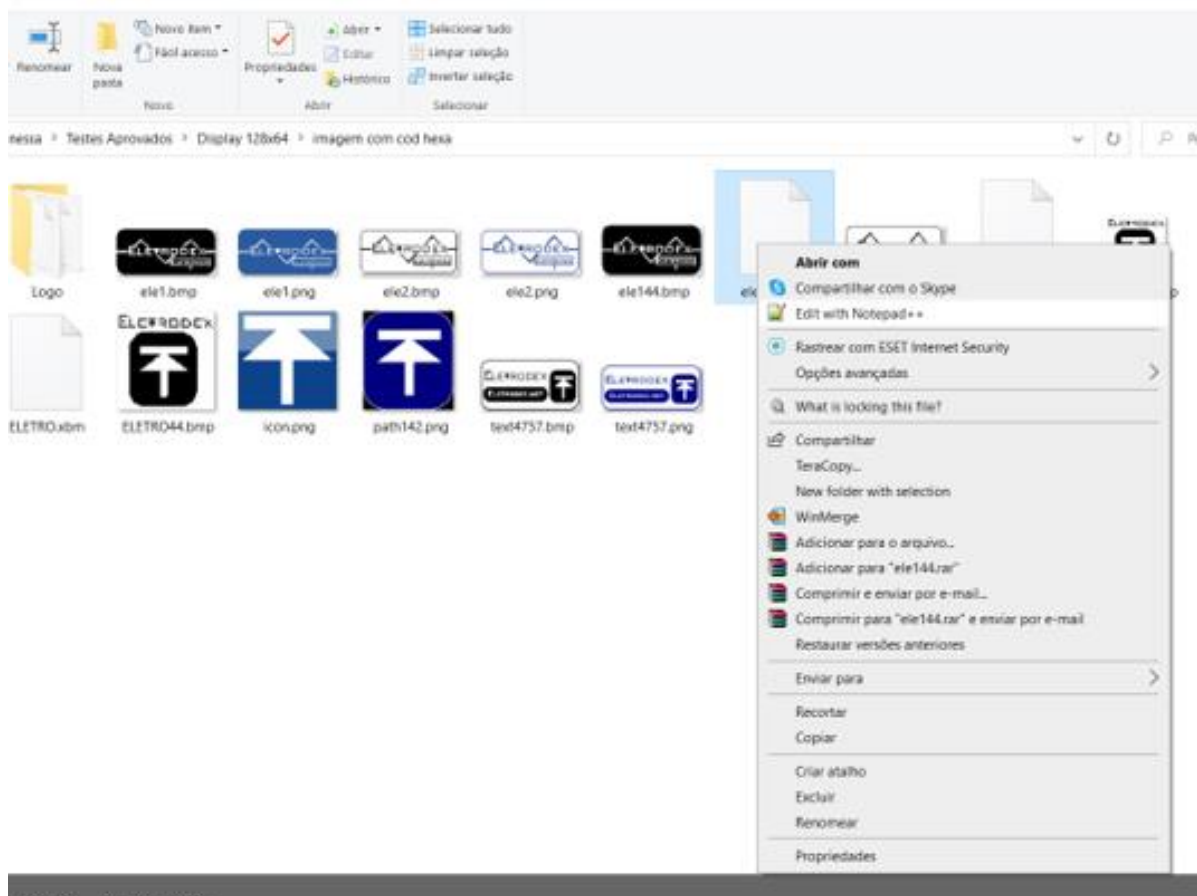 Renomear
Nova
pasta
Novo item
Fácil acesso
Novo
Propriedades
Abrir
Editar
Histórico
Abrir
Selecionar tudo
Limpar seleção
Inverter seleção
Selecionar
nessa > Testes Aprovados > Display 128x64 > imagem com cod hexa
Logo
ele1.bmp
ele1.png
ele2.bmp
ele2.png
ele144.bmp
ELETRODEX
ELETRO.xbm
ELETRO44.bmp
icon.png
path142.png
text4757.bmp
text4757.png
Abrir com
Compartilhar com o Skype
Edit with Notepad++
Rastrear com ESET Internet Security
Opções avançadas
What is locking this file?
Compartilhar
TeraCopy...
New folder with selection
WinMerge
Adicionar para o arquivo...
Adicionar para "ele144.rar"
Comprimir e enviar por e-mail...
Comprimir para "ele144.rar" e enviar por e-mail
Restaurar versões anteriores
Enviar para
Recortar
Copiar
Criar atalho
Excluir
Renomear
Propriedades